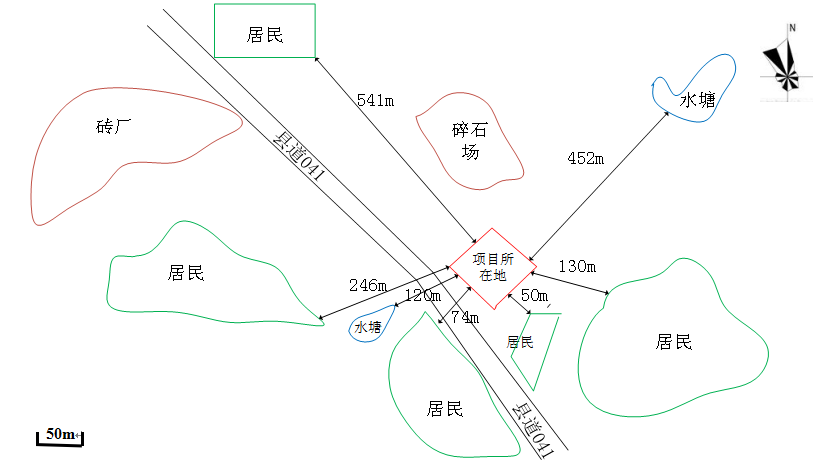 居民
N
541m
水塘
砖厂
碎石
场
县道041
452m
项目所
在地
130m
居民
246m
120m
50m
74m
水塘
居民
居民
居民
县道041
50m